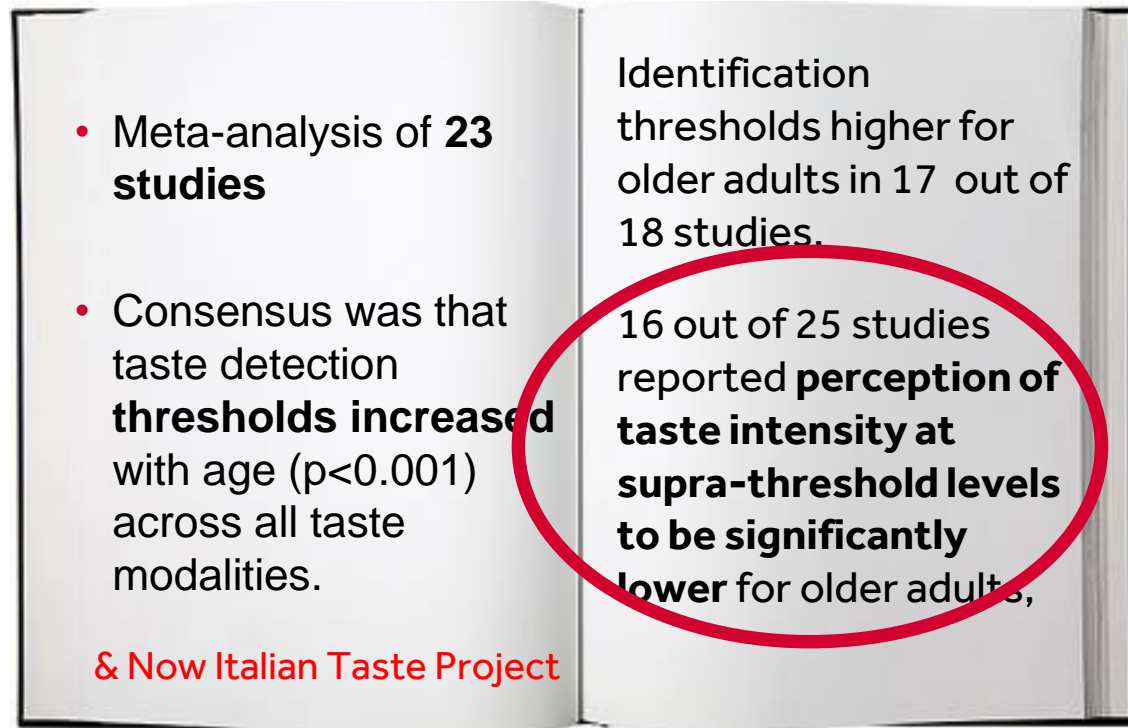 • Meta-analysis of 23
studies
• Consensus was that
taste detection
thresholds increased
with age (p<0.001)
across all taste
modalities.
& Now Italian Taste Project
Identification
thresholds higher for
older adults in 17 out of
18 studies.
16 out of 25 studies
reported perception of
taste intensity at
supra-threshold levels
to be significantly
lower for older adults,